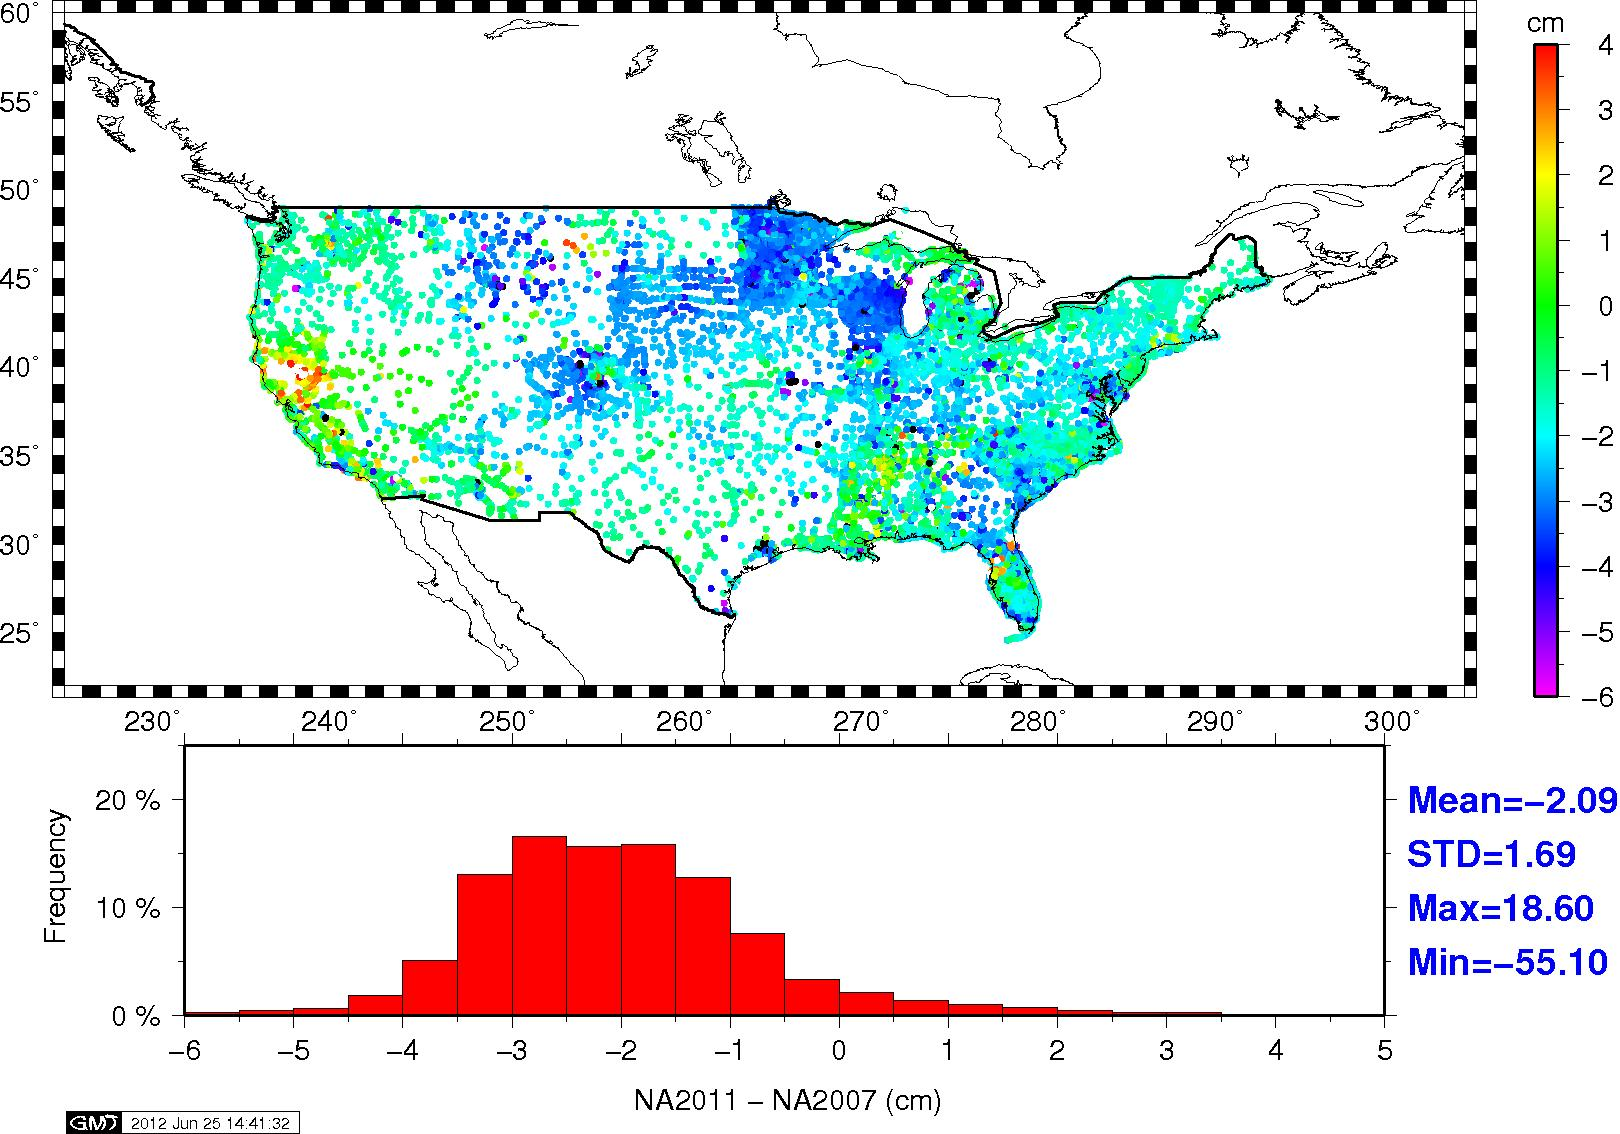 cm
60°
55°
50°
45°
40°
35°
30°
25°
4
3
2
1
0
−1
−2
−3
−4
−5
−6
230° 240° 250° 260° 270° 280° 290° 300°
Frequency
20 %
10 %
0 %
Mean=−2.09
STD=1.69
Max=18.60
Min=−55.10
−6 −5 −4 −3 −2 −1 0 1 2 3 4 5
NA2011 − NA2007 (cm)
GMT 2012 Jun 25 14:41:32